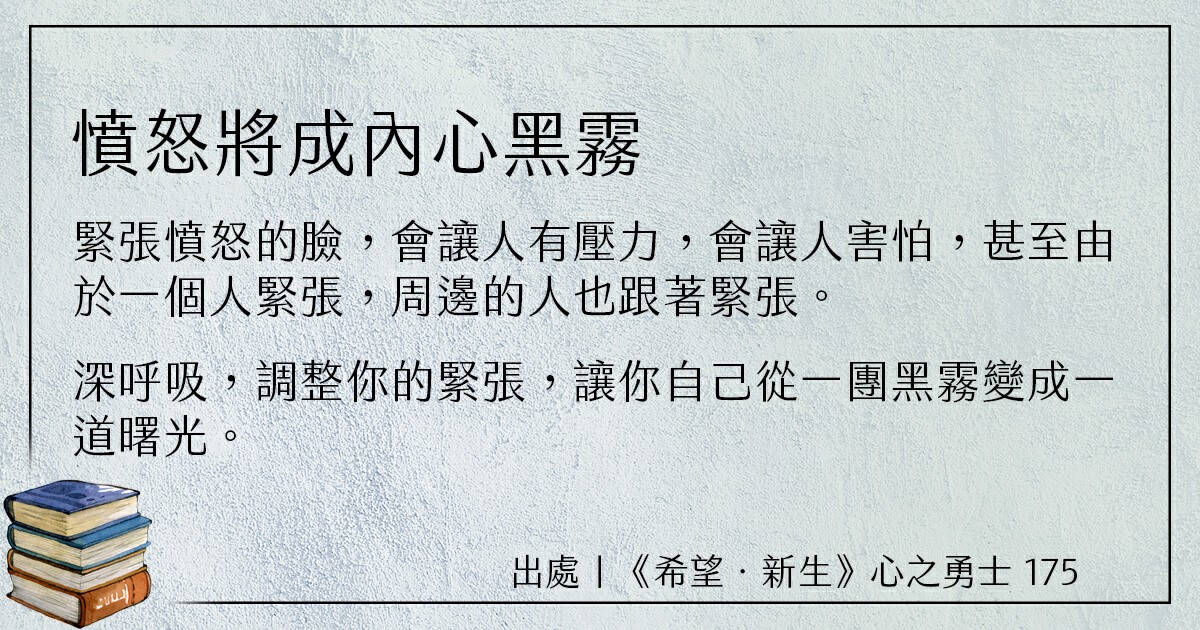 憤怒將成內心黑霧
緊張憤怒的臉，會讓人有壓力，會讓人害怕，甚至由
於一個人緊張，周邊的人也跟著緊張。
深呼吸，調整你的緊張，讓你自己從一團黑霧變成一
道曙光。
出處丨《希望．新生》心之勇士 175